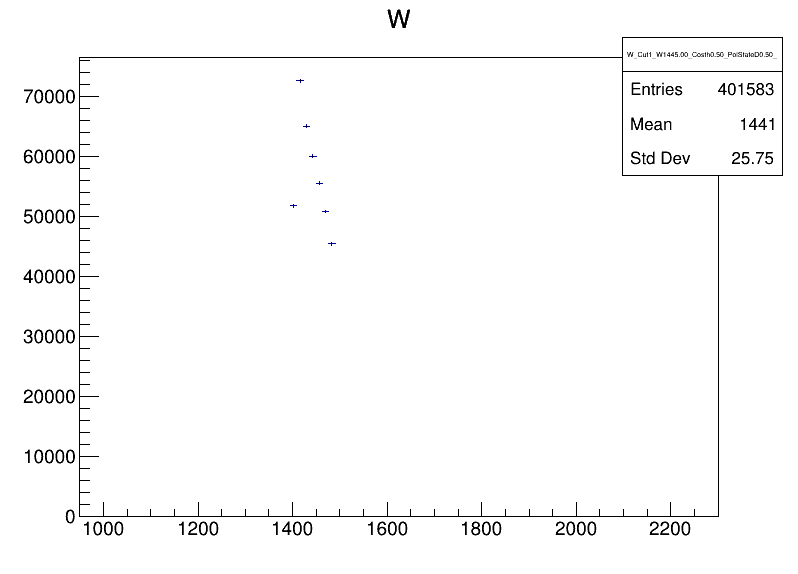 W
W_Cut1_W1445.00_Costh0.50_PolStateD0.50_
Entries 401583
Mean 1441
Std Dev 25.75
70000
60000
50000
40000
30000
20000
10000
0
1000 1200 1400 1600 1800 2000 2200